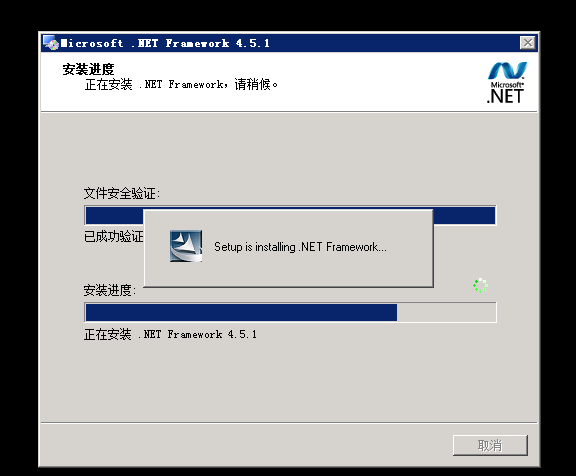 Microsoft .NET Framework 4.5.1
安装进度
正在安装 .NET Framework，请稍候。
Microsoft
.NET
文件安全验证：
已成功验证
Setup is installing .NET Framework...
安装进度：
正在安装 .NET Framework 4.5.1
取消